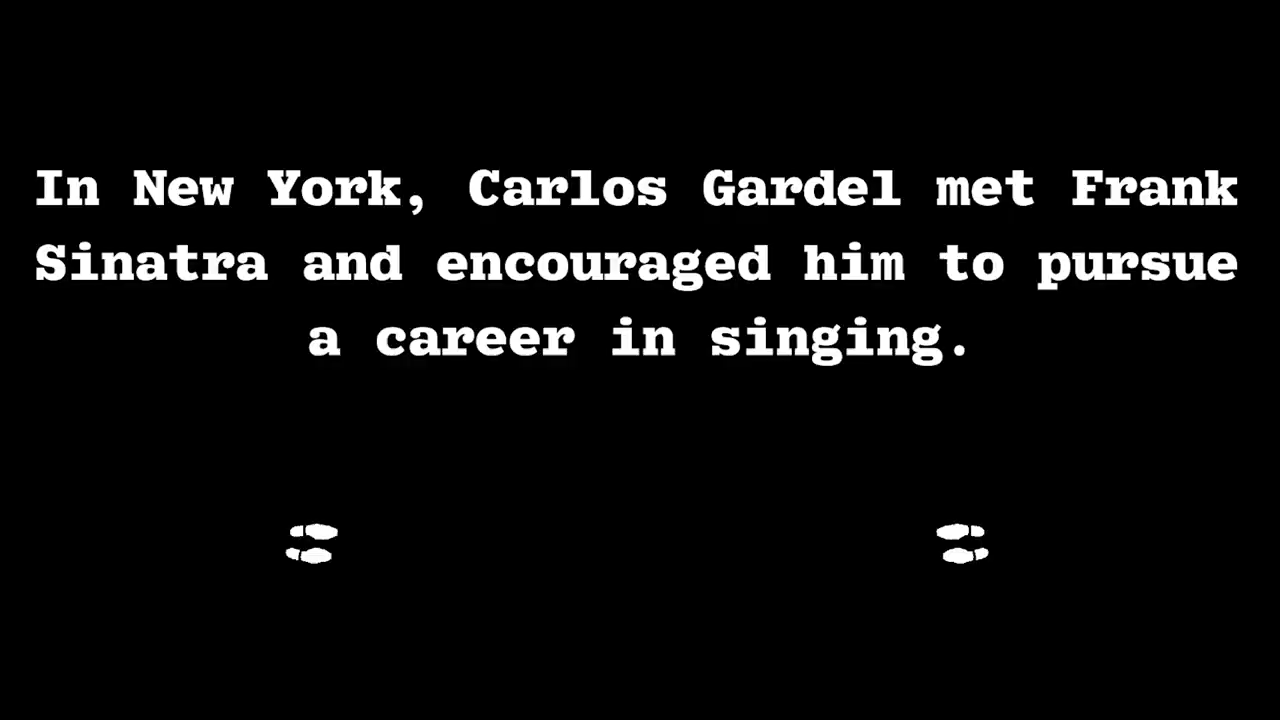 In New York, Carlos Gardel met Frank
Sinatra and encouraged him to pursue
a career in singing.